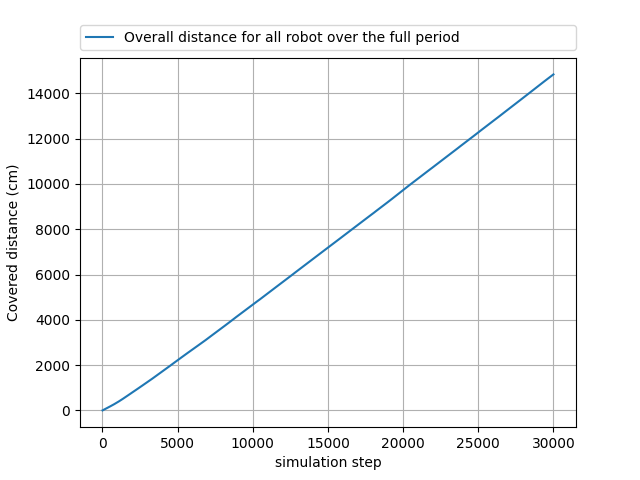 Overall distance for all robot over the full period
14000
12000
10000
8000
6000
4000
2000
0
Covered distance (cm)
0 5000 10000 15000 20000 25000 30000
simulation step